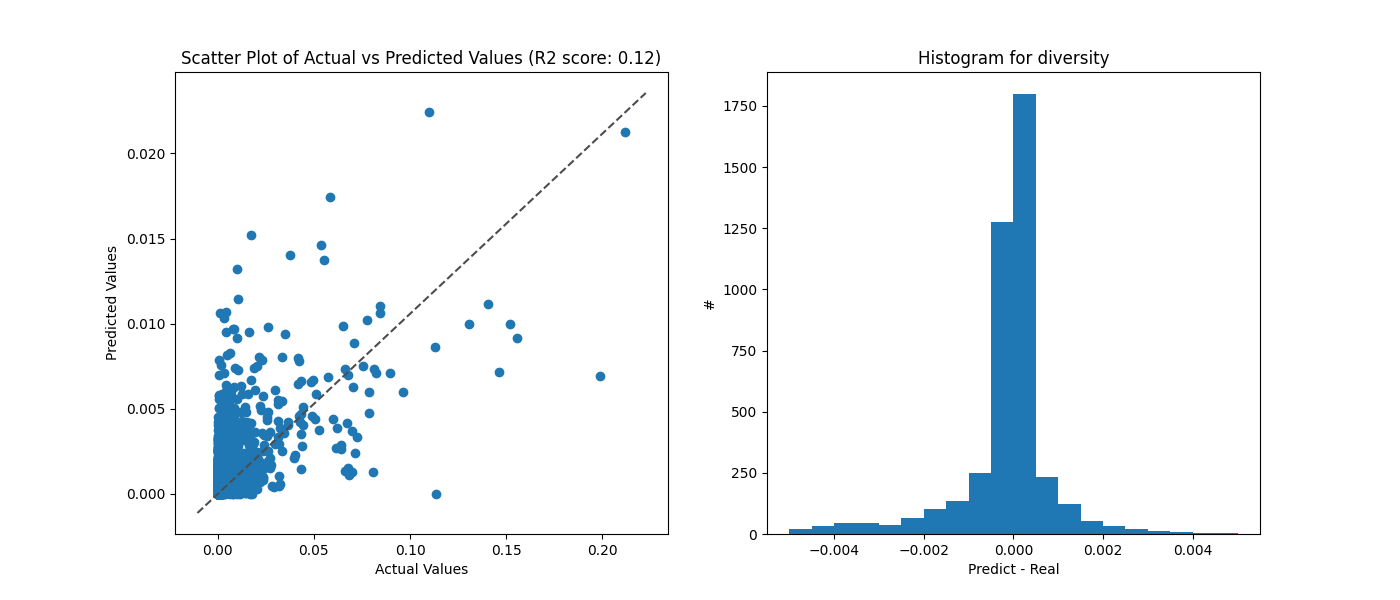 Scatter Plot of Actual vs Predicted Values (R2 score: 0.12)
Predicted Values
0.020
0.015
0.010
0.005
0.000
0.00 0.05 0.10 0.15 0.20
Actual Values
Histogram for diversity
#
1750
1500
1250
1000
750
500
250
0
−0.004 −0.002 0.000 0.002 0.004
Predict - Real